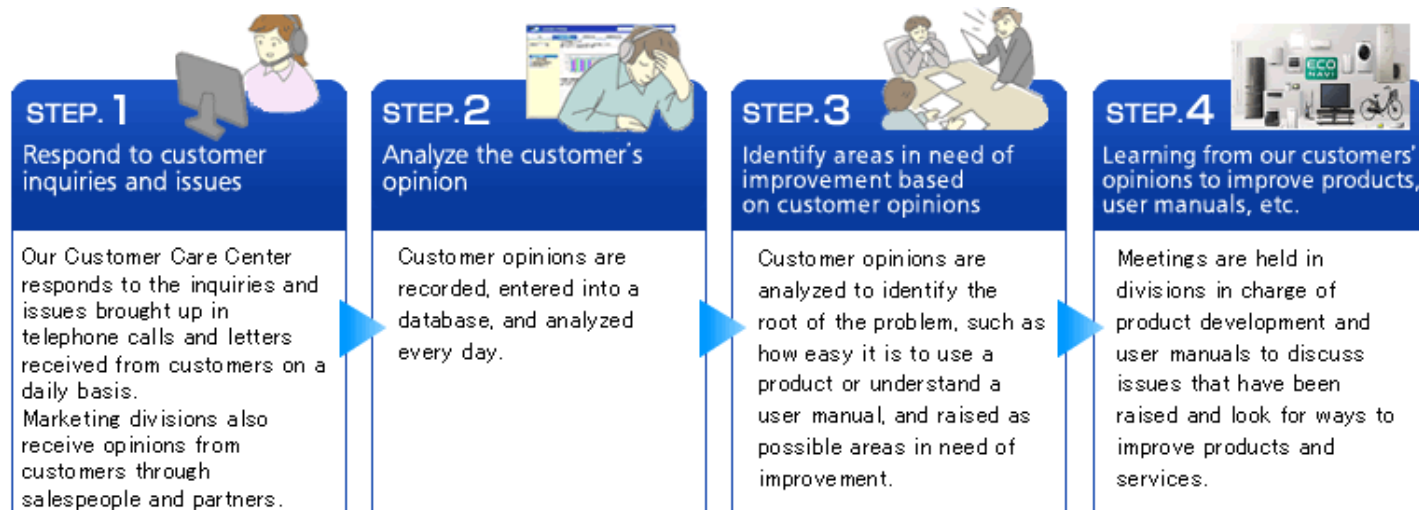 STEP.1
Respond to customer
inquiries and issues
Our Customer Care Center
responds to the inquiries and
issues brought up in
telephone calls and letters
received from customers on a
daily basis.
Marketing divisions also
receive opinions from
customers through
salespeople and partners.
STEP.2
Analyze the customer's
opinion
Customer opinions are
recorded, entered into a
database, and analyzed
every day.
STEP.3
Identify areas in need of
improvement based
on customer opinions
Customer opinions are
analyzed to identify the
root of the problem, such as
how easy it is to use a
product or understand a
user manual, and raised as
possible areas in need of
improvement.
ECO
NAVI
STEP.4
Learning from our customers'
opinions to improve products,
user manuals, etc.
Meetings are held in
divisions in charge of
product development and
user manuals to discuss
issues that have been
raised and look for ways to
improve products and
services.